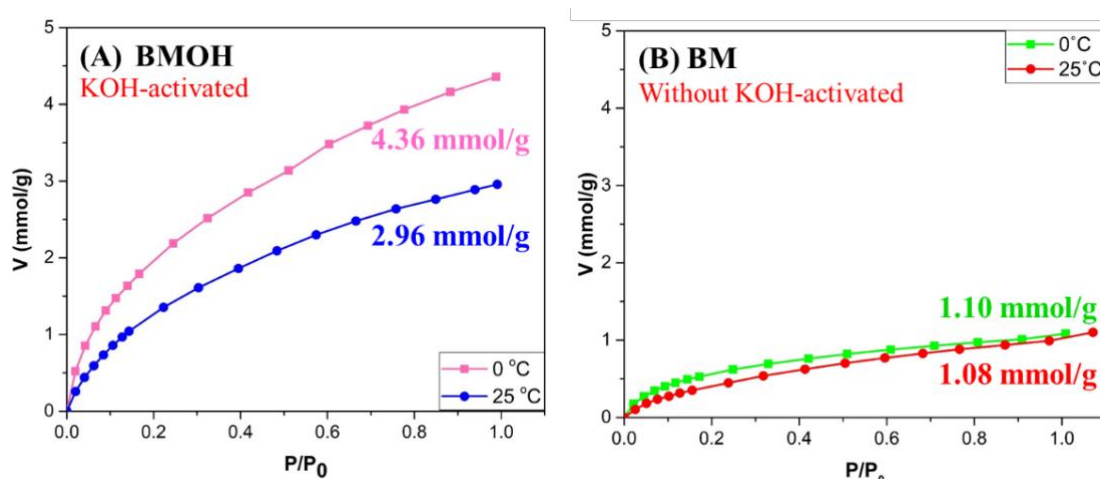 (A) BMOH
KOH-activated
4.36 mmol/g
2.96 mmol/g
0 °C
25 °C
V (mmol/g)
5
4
3
2
1
0
0.0 0.2 0.4 0.6 0.8 1.0
P/P0
(B) BM
Without KOH-activated
0°C
25°C
1.10 mmol/g
1.08 mmol/g
V (mmol/g)
5
4
3
2
1
0
0.0 0.2 0.4 0.6 0.8 1.0
P/P0